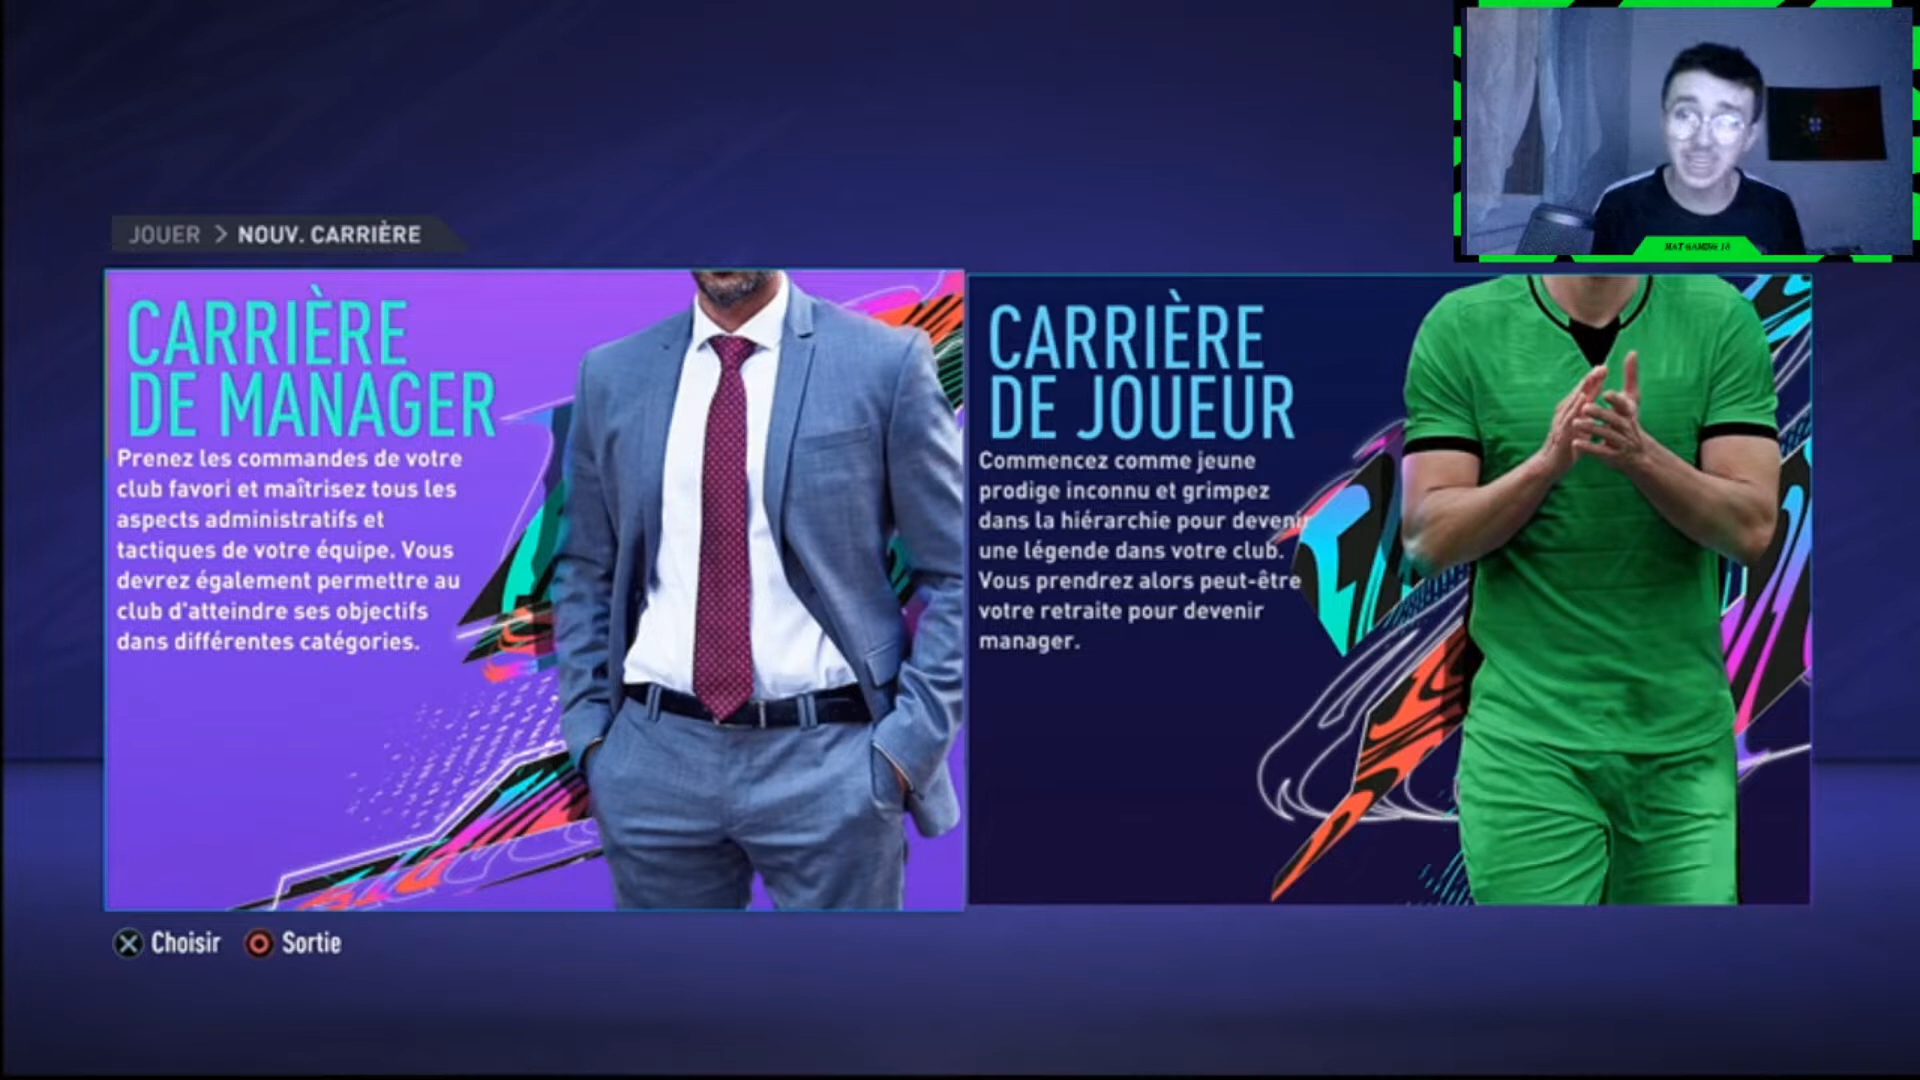 JOUER > NOUV. CARRIÈRE
CARRIÈRE
DE MANAGER
Prenez les commandes de votre
club favori et maîtrisez tous les
aspects administratifs et
tactiques de votre équipe. Vous
devrez également permettre au
club d'atteindre ses objectifs
dans différentes catégories.
CARRIÈRE
DE JOUEUR
Commencez comme jeune
prodige inconnu et grimpez
dans la hiérarchie pour devenir
une légende dans votre club.
Vous prendrez alors peut-être
votre retraite pour devenir
manager.
Choisir Sortie